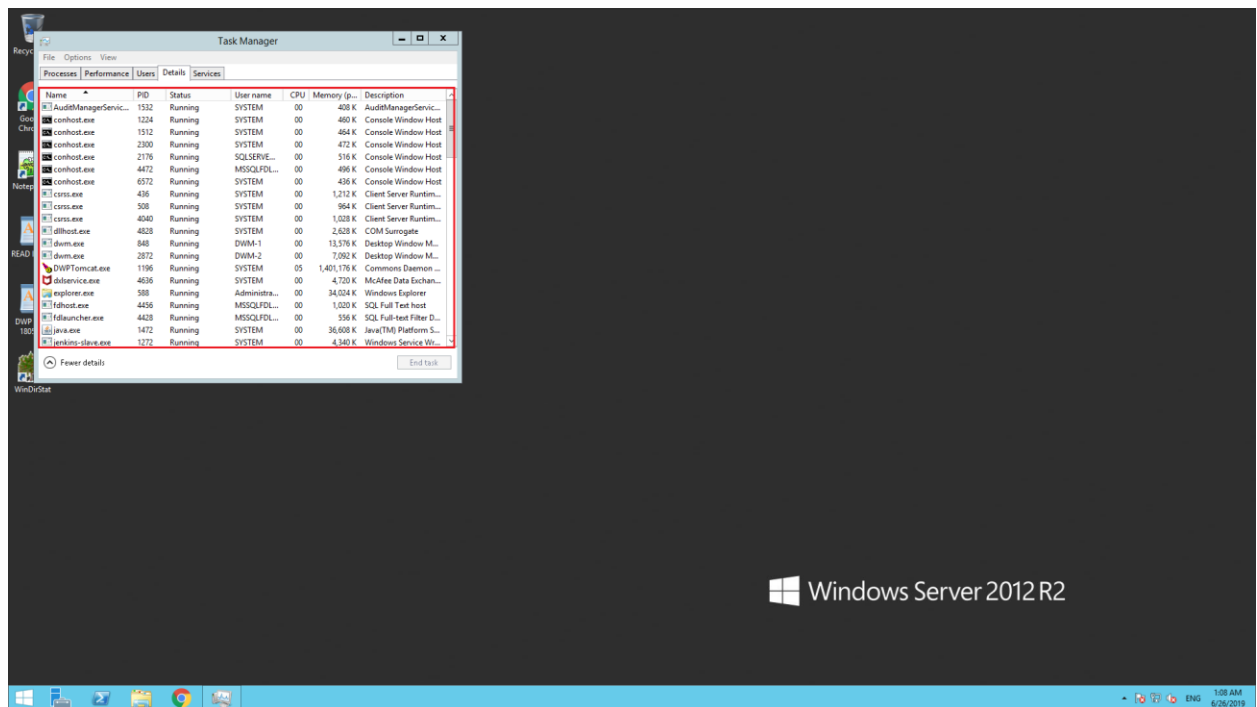 Recyc
Task Manager
File Options View
Processes Performance Users Details Services
Name PID Status User name CPU Memory (p... Description
AuditManagerServic... 1532 Running SYSTEM 00 408 K AuditManagerServic...
conhost.exe 1224 Running SYSTEM 00 460 K Console Window Host
conhost.exe 1512 Running SYSTEM 00 464 K Console Window Host
conhost.exe 2300 Running SYSTEM 00 472 K Console Window Host
conhost.exe 2176 Running SQLSERVE... 00 516 K Console Window Host
conhost.exe 4472 Running MSSQLFDL... 00 496 K Console Window Host
conhost.exe 6572 Running SYSTEM 00 436 K Console Window Host
csrss.exe 436 Running SYSTEM 00 1,212 K Client Server Runtim...
csrss.exe 508 Running SYSTEM 00 964 K Client Server Runtim...
csrss.exe 4040 Running SYSTEM 00 1,028 K Client Server Runtim...
dllhost.exe 4828 Running SYSTEM 00 2,628 K COM Surrogate
dwm.exe 848 Running DWM-1 00 13,576 K Desktop Window M...
dwm.exe 2872 Running DWM-2 00 7,092 K Desktop Window M...
DWPTomcat.exe 1196 Running SYSTEM 05 1,401,176 K Commons Daemon ...
dxlservice.exe 4636 Running SYSTEM 00 4,720 K McAfee Data Exchan...
explorer.exe 588 Running Administra... 00 34,024 K Windows Explorer
fdhost.exe 4456 Running MSSQLFDL... 00 1,020 K SQL Full Text host
fdlauncher.exe 4428 Running MSSQLFDL... 00 556 K SQL Full-text Filter D...
java.exe 1472 Running SYSTEM 00 36,608 K Java(TM) Platform S...
jenkins-slave.exe 1272 Running SYSTEM 00 4,340 K Windows Service Wr...
Fewer details End task
Goo
Chro
Notep
READ
DWP
180
WinDirStat
Windows Server 2012 R2
ENG 1:08 AM
6/26/2019